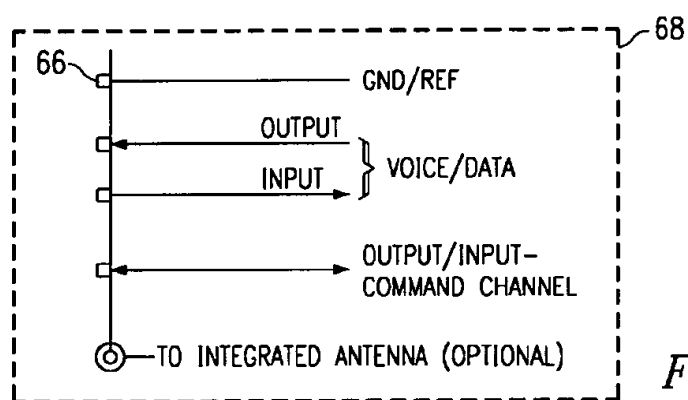 68
66
GND/REF
OUTPUT
VOICE/DATA
INPUT
OUTPUT/INPUT-
COMMAND CHANNEL
TO INTEGRATED ANTENNA (OPTIONAL)
F